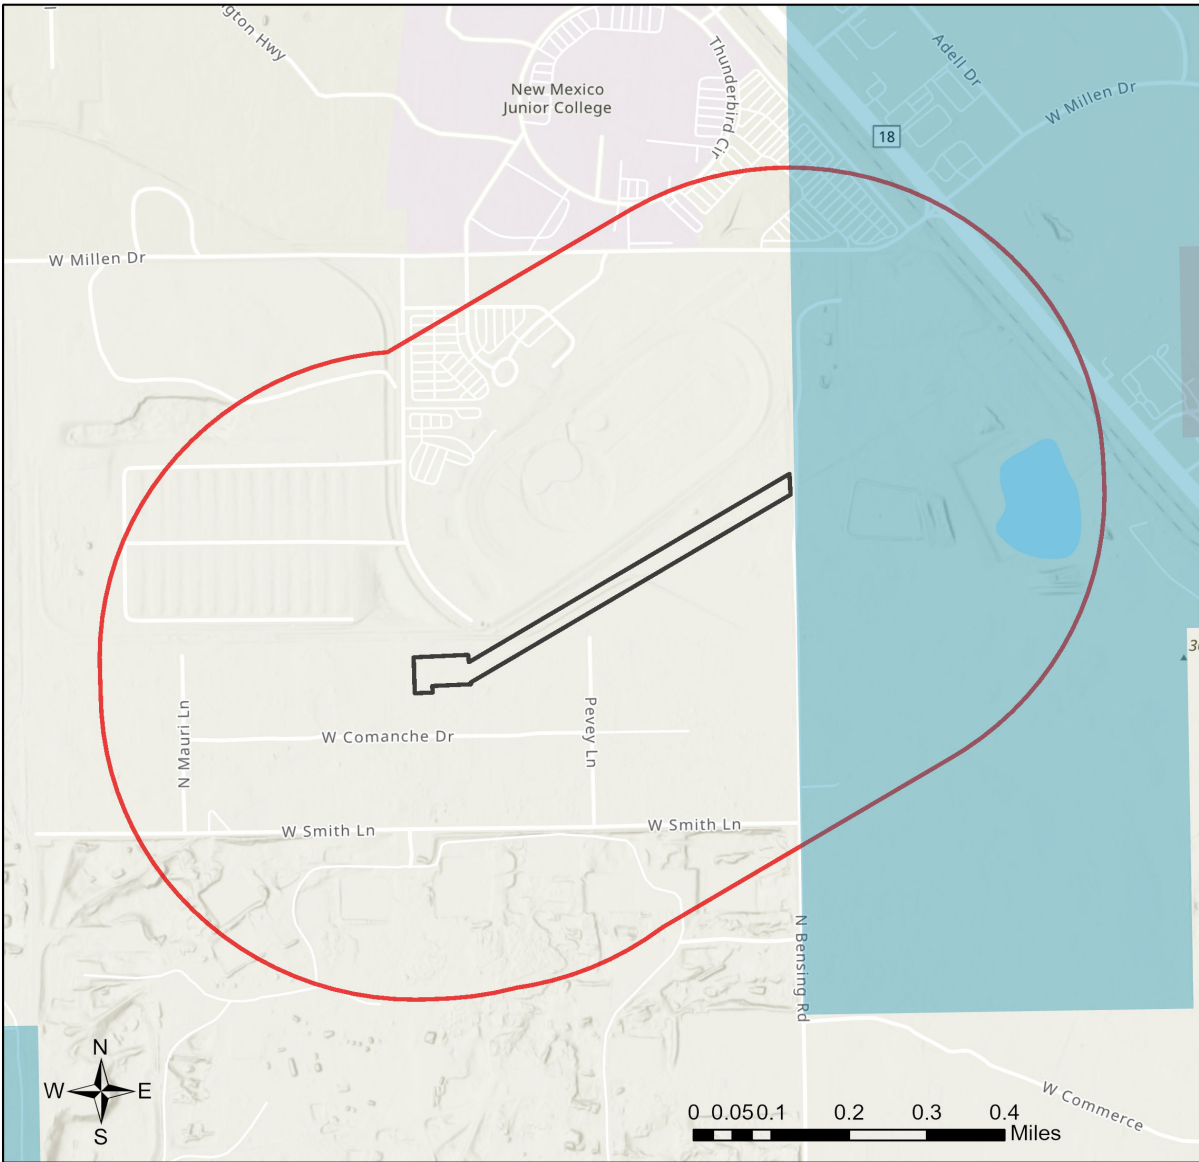 gton Hwy
New Mexico
Junior College
Thunderbird Cir
Adell Dr
W Millen Dr
18
W Millen Dr
N Mauri Ln
W Comanche Dr
Pevey Ln
W Smith Ln
W Smith Ln
N Bensing Rd
N
W E
S
0 0.05 0.1 0.2 0.3 0.4
Miles
W Commerce